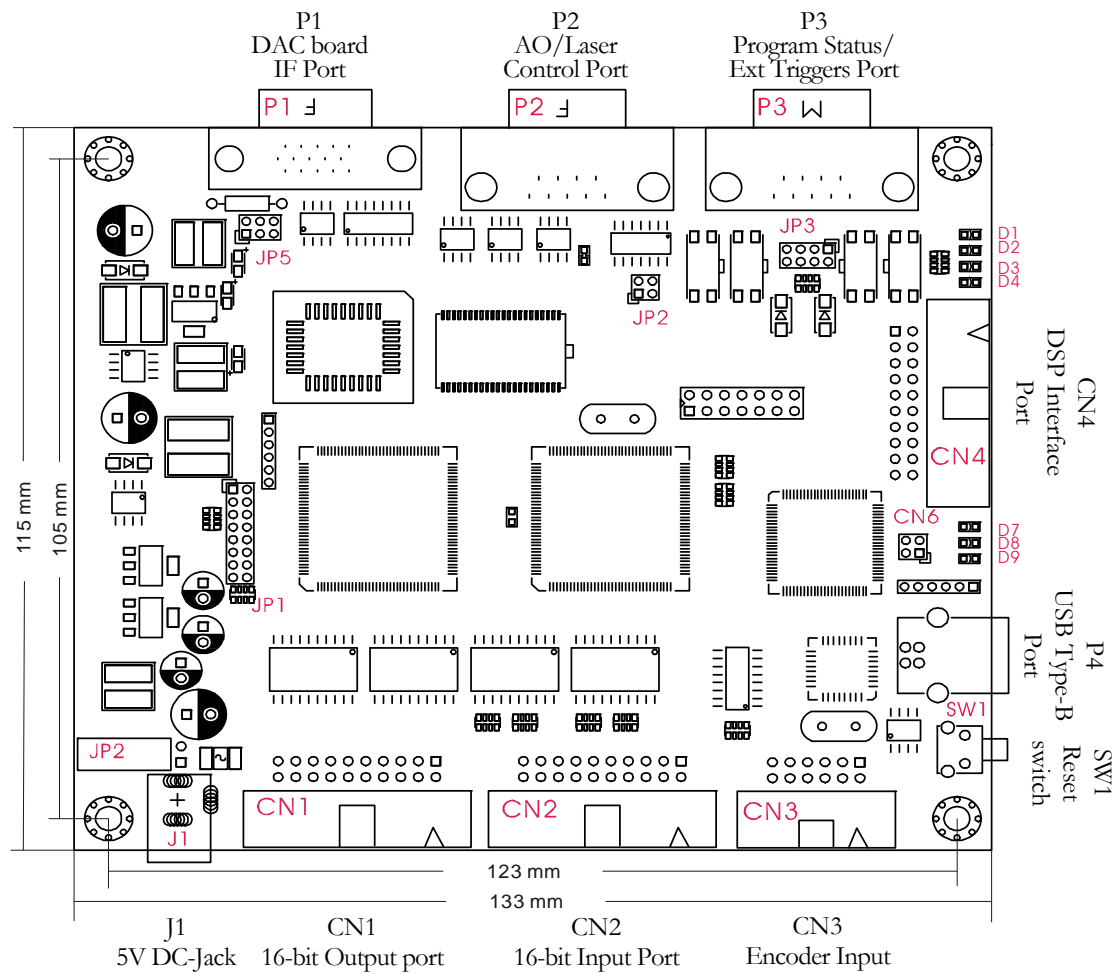 P1
DAC board
IF Port
P2
AO/Laser
Control Port
P3
Program Status/
Ext Triggers Port
P1 F
P2 F
P3 M
JP5
JP3
D1
D2
D3
D4
JP2
CN4
DSP Interface
Port
CN4
115 mm
105 mm
CN6
D7
D8
D9
JP1
P4
USB Type-B
Port
SW1
SW1
Reset
switch
JP2
J1
CN1
CN2
CN3
123 mm
133 mm
J1
5V DC-Jack
CN1
16-bit Output port
CN2
16-bit Input Port
CN3
Encoder Input